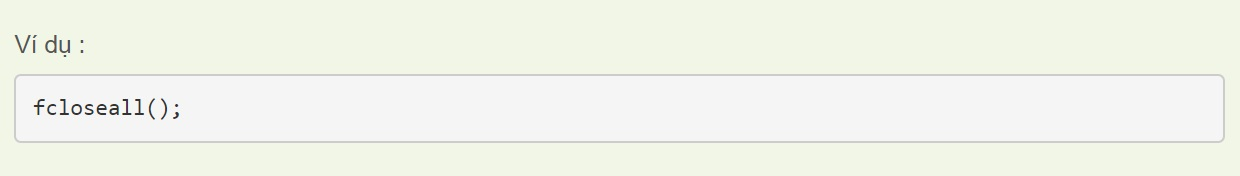 Ví dụ :
fcloseall();